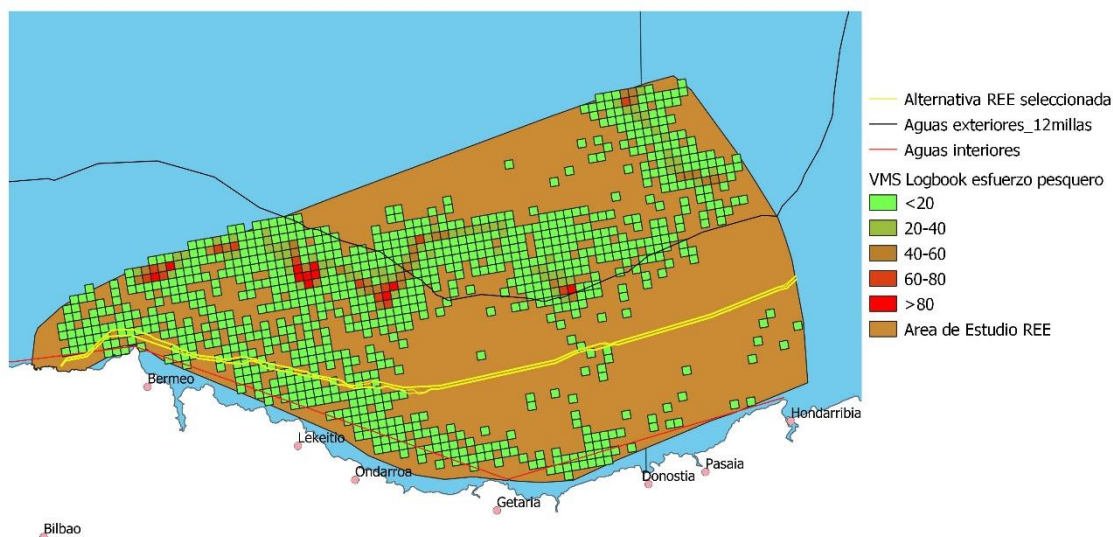 Alternativa REE seleccionada
Aguas exteriores_12millas
Aguas interiores
VMS Logbook esfuerzo pesquero
<20
20-40
40-60
60-80
>80
Area de Estudio REE
Bermeo
Lekeitio
Ondarroa
Getaria
Donostia
Pasaia
Hondarribia
Bilbao